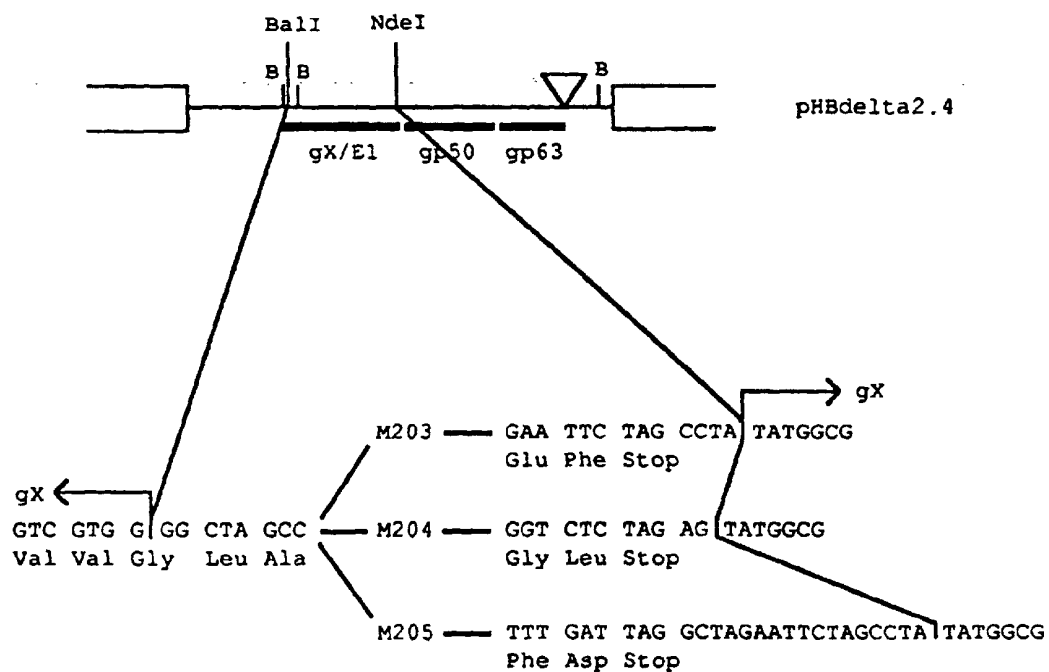 BalI NdeI
B B B
pHBdelta2.4
gX/E1 gp50 gp63
gX
M203 GAA TTC TAG CCTA TATGGCG
Glu Phe Stop
gX
GTC GTG G GG CTA GCC M204 GGT CTC TAG AG TATGGCG
Val Val Gly Leu Ala Gly Leu Stop
M205 TTT GAT TAG GCTAGAATTCTAGCCTA TATGGCG
Phe Asp Stop